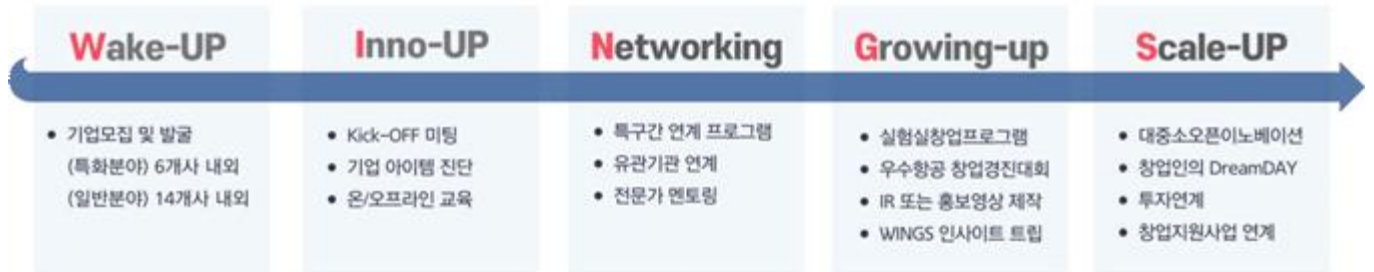 Wake-UP
• 기업모집 및 발굴
(특화분야) 6개사 내외
(일반분야) 14개사 내외
Inno-UP
• Kick-OFF 미팅
• 기업 아이템 진단
• 온/오프라인 교육
Networking
• 특구간 연계 프로그램
• 유관기관 연계
• 전문가 멘토링
Growing-up
• 실험실창업프로그램
• 우수항공 창업경진대회
• IR 또는 홍보영상 제작
• WINGS 인사이트 트립
Scale-UP
• 대중소오픈이노베이션
• 창업인의 DreamDAY
• 투자연계
• 창업지원사업 연계